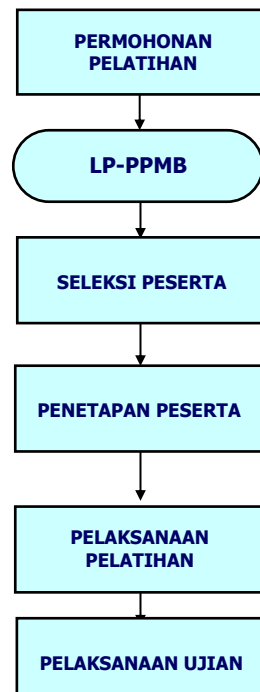 PERMOHONAN
PELATIHAN
LP-PPMB
SELEKSI PESERTA
PENETAPAN PESERTA
PELAKSANAAN
PELATIHAN
PELAKSANAAN UJIAN